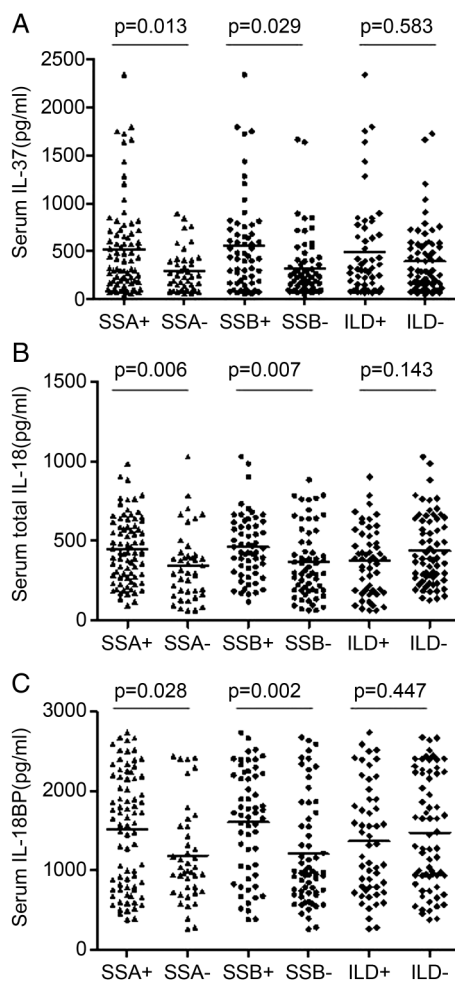 A
p=0.013 p=0.029 p=0.583
Serum IL-37(pg/ml)
2500
2000
1500
1000
500
0
SSA+ SSA- SSB+ SSB- ILD+ ILD-
B
p=0.006 p=0.007 p=0.143
Serum total IL-18(pg/ml)
1500
1000
500
0
SSA+ SSA- SSB+ SSB- ILD+ ILD-
C
p=0.028 p=0.002 p=0.447
Serum IL-18BP(pg/ml)
3000
2000
1000
0
SSA+ SSA- SSB+ SSB- ILD+ ILD-